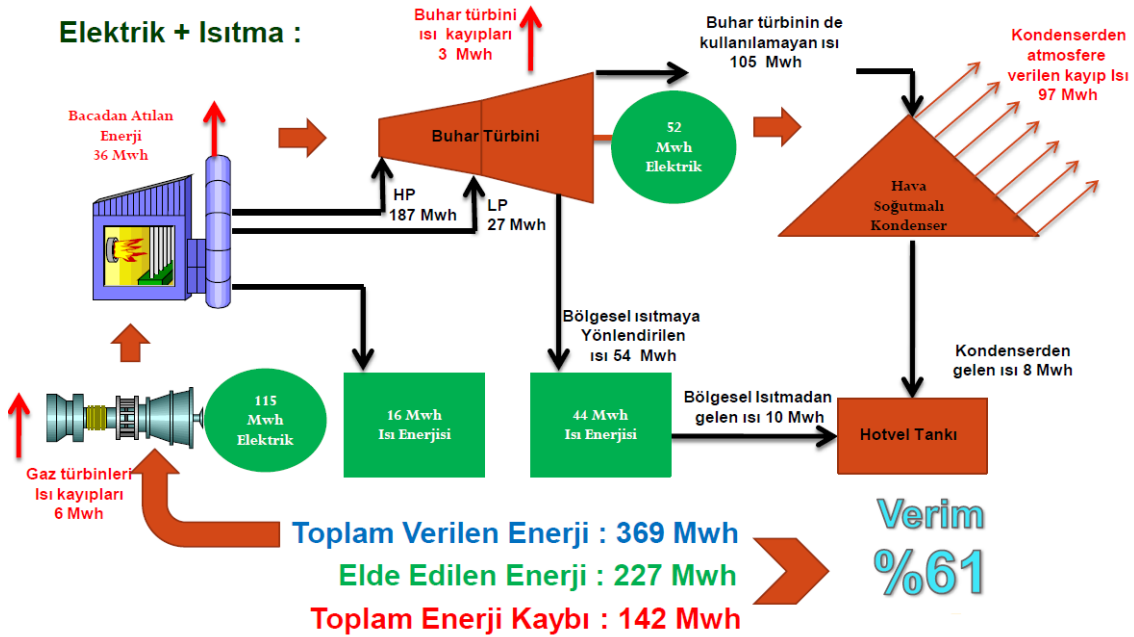 Elektrik + Isıtma :
Buhar türbini
ısı kayıpları
3 Mwh
Buhar türbinin de
kullanılamayan ısı
105 Mwh
Kondenserden
atmosfere
verilen kayıp Isı
97 Mwh
Bacadan Atılan
Enerji
36 Mwh
Buhar Türbini
52
Mwh
Elektrik
HP
187 Mwh
LP
27 Mwh
Hava
Soğutmalı
Kondenser
Bölgesel ısıtmaya
Yönlendirilen
ısı 54 Mwh
Kondenserden
gelen ısı 8 Mwh
115
Mwh
Elektrik
16 Mwh
Isı Enerjisi
44 Mwh
Isı Enerjisi
Bölgesel Isıtmadan
gelen ısı 10 Mwh
Hotvel Tankı
Gaz türbinleri
Isı kayıpları
6 Mwh
Toplam Verilen Enerji : 369 Mwh
Elde Edilen Enerji : 227 Mwh
Toplam Enerji Kaybı : 142 Mwh
Verim
%61